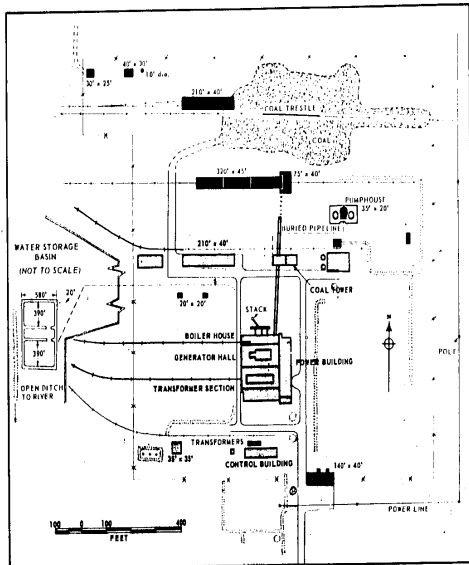 40' x 30'
10' dia.
30' x 25'
210' x 40'
COAL TRESTLE
COAL
320' x 45'
75' x 40'
PUMPHOUSE
35' x 20'
BURIED PIPELINE
WATER STORAGE
BASIN
(NOT TO SCALE)
210' x 40'
580'
20'
390'
390'
20' x 20'
COAL TOWER
STACK
BOILER HOUSE
GENERATOR HALL
POWER BUILDING
TRANSFORMER SECTION
OPEN DITCH
TO RIVER
TRANSFORMERS
CONTROL BUILDING
140' x 40'
POWER LINE
100 0 100 400
FEET